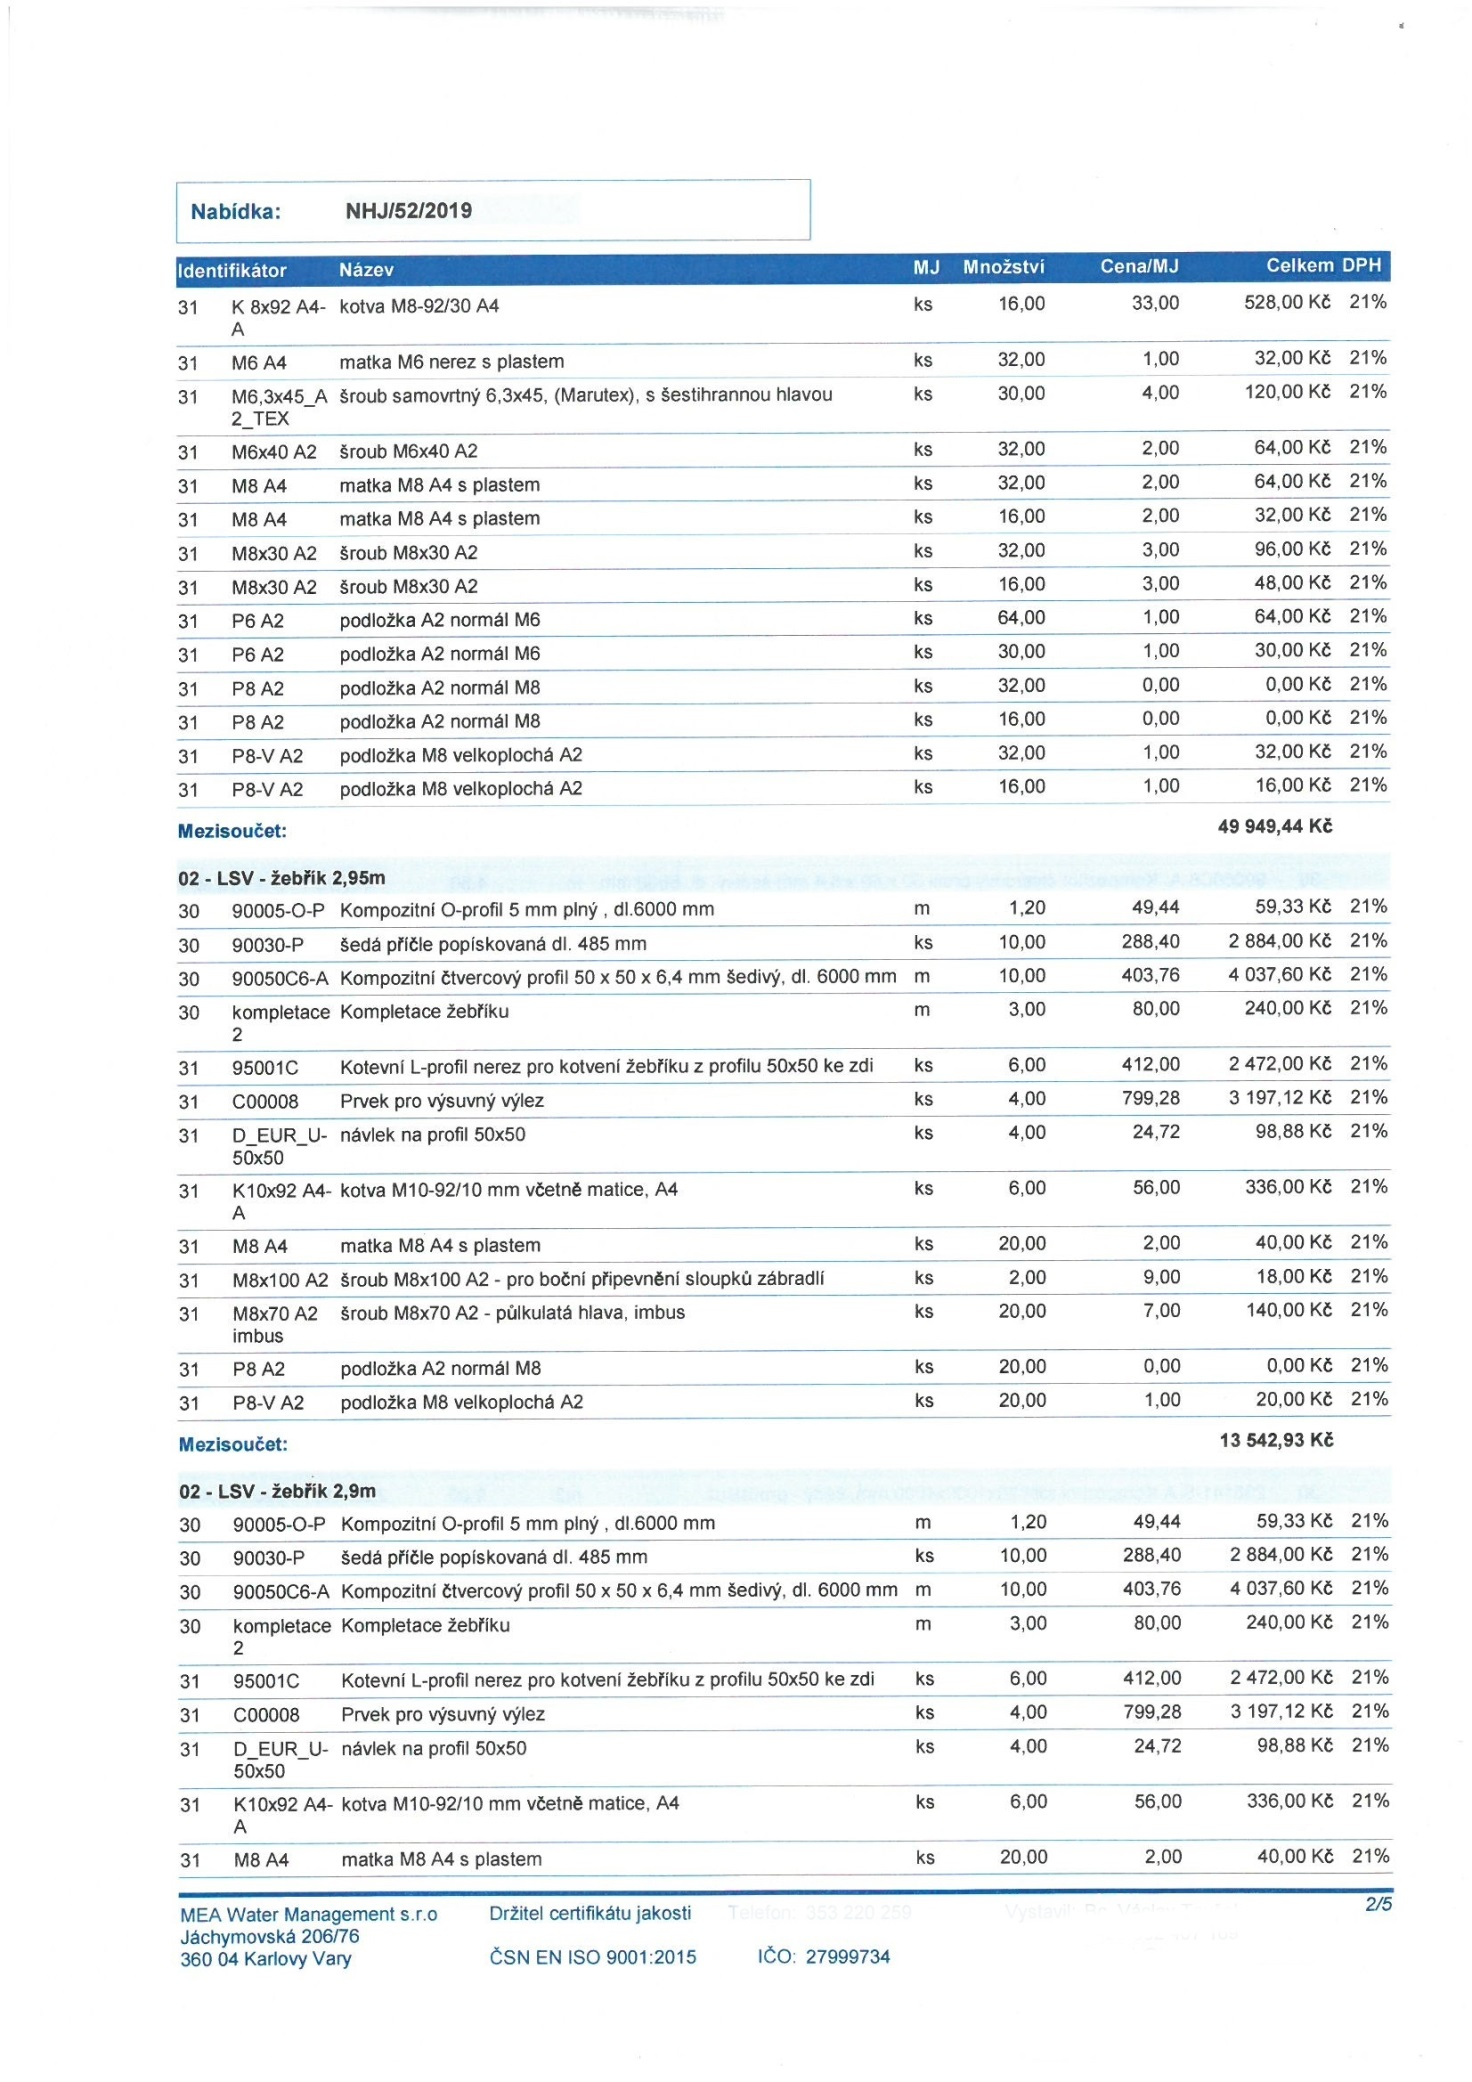 Nabídka: NHJ/52/2019
Identifikátor Název MJ Množství Cena/MJ Celkem DPH
31 K 8x92 A4- kotva M8-92/30 A4 ks 16,00 33,00 528,00 Kč 21%
A
31 M6 A4 matka M6 nerez s plastem ks 32,00 1,00 32,00 Kč 21%
31 M6,3x45_A šroub samovrtný 6,3x45, (Marutex), s šestihrannou hlavou ks 30,00 4,00 120,00 Kč 21%
2_TEX
31 M6x40 A2 šroub M6x40 A2 ks 32,00 2,00 64,00 Kč 21%
31 M8 A4 matka M8 A4 s plastem ks 32,00 2,00 64,00 Kč 21%
31 M8 A4 matka M8 A4 s plastem ks 16,00 2,00 32,00 Kč 21%
31 M8x30 A2 šroub M8x30 A2 ks 32,00 3,00 96,00 Kč 21%
31 M8x30 A2 šroub M8x30 A2 ks 16,00 3,00 48,00 Kč 21%
31 P6 A2 podložka A2 normál M6 ks 64,00 1,00 64,00 Kč 21%
31 P6 A2 podložka A2 normál M6 ks 30,00 1,00 30,00 Kč 21%
31 P8 A2 podložka A2 normál M8 ks 32,00 0,00 0,00 Kč 21%
31 P8 A2 podložka A2 normál M8 ks 16,00 0,00 0,00 Kč 21%
31 P8-V A2 podložka M8 velkoplochá A2 ks 32,00 1,00 32,00 Kč 21%
31 P8-V A2 podložka M8 velkoplochá A2 ks 16,00 1,00 16,00 Kč 21%
Mezisoučet: 49 949,44 Kč
02 - LSV - žebřík 2,95m
30 90005-O-P Kompozitní O-profil 5 mm plný , dl.6000 mm m 1,20 49,44 59,33 Kč 21%
30 90030-P šedá příčle popískovaná dl. 485 mm ks 10,00 288,40 2 884,00 Kč 21%
30 90050C6-A Kompozitní čtvercový profil 50 x 50 x 6,4 mm šedivý, dl. 6000 mm m 10,00 403,76 4 037,60 Kč 21%
30 kompletace Kompletace žebříku m 3,00 80,00 240,00 Kč 21%
2
31 95001C Kotevní L-profil nerez pro kotvení žebříku z profilu 50x50 ke zdi ks 6,00 412,00 2 472,00 Kč 21%
31 C00008 Prvek pro výsuvný výlez ks 4,00 799,28 3 197,12 Kč 21%
31 D_EUR_U- návlek na profil 50x50 ks 4,00 24,72 98,88 Kč 21%
50x50
31 K10x92 A4- kotva M10-92/10 mm včetně matice, A4 ks 6,00 56,00 336,00 Kč 21%
A
31 M8 A4 matka M8 A4 s plastem ks 20,00 2,00 40,00 Kč 21%
31 M8x100 A2 šroub M8x100 A2 - pro boční připevnění sloupků zábradlí ks 2,00 9,00 18,00 Kč 21%
31 M8x70 A2 šroub M8x70 A2 - půlkulatá hlava, imbus ks 20,00 7,00 140,00 Kč 21%
imbus
31 P8 A2 podložka A2 normál M8 ks 20,00 0,00 0,00 Kč 21%
31 P8-V A2 podložka M8 velkoplochá A2 ks 20,00 1,00 20,00 Kč 21%
Mezisoučet: 13 542,93 Kč
02 - LSV - žebřík 2,9m
30 90005-O-P Kompozitní O-profil 5 mm plný , dl.6000 mm m 1,20 49,44 59,33 Kč 21%
30 90030-P šedá příčle popískovaná dl. 485 mm ks 10,00 288,40 2 884,00 Kč 21%
30 90050C6-A Kompozitní čtvercový profil 50 x 50 x 6,4 mm šedivý, dl. 6000 mm m 10,00 403,76 4 037,60 Kč 21%
30 kompletace Kompletace žebříku m 3,00 80,00 240,00 Kč 21%
2
31 95001C Kotevní L-profil nerez pro kotvení žebříku z profilu 50x50 ke zdi ks 6,00 412,00 2 472,00 Kč 21%
31 C00008 Prvek pro výsuvný výlez ks 4,00 799,28 3 197,12 Kč 21%
31 D_EUR_U- návlek na profil 50x50 ks 4,00 24,72 98,88 Kč 21%
50x50
31 K10x92 A4- kotva M10-92/10 mm včetně matice, A4 ks 6,00 56,00 336,00 Kč 21%
A
31 M8 A4 matka M8 A4 s plastem ks 20,00 2,00 40,00 Kč 21%
2/5
MEA Water Management s.r.o Držitel certifikátu jakosti Telefon: 353 220 259 Vystavil:
Jáchymovská 206/76
360 04 Karlovy Vary ČSN EN ISO 9001:2015 IČO: 27999734